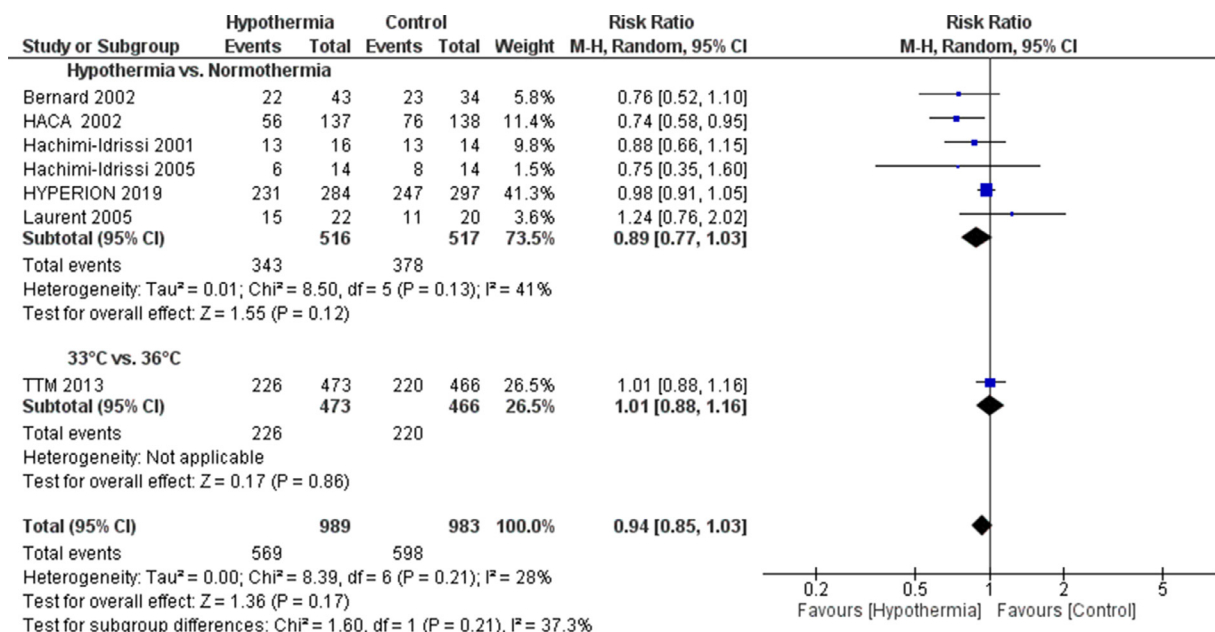 Hypothermia Control Risk Ratio Risk Ratio
Study or Subgroup Events Total Events Total Weight M-H, Random, 95% CI M-H, Random, 95% CI
Hypothermia vs. Normothermia
Bernard 2002 22 43 23 34 5.8% 0.76 [0.52, 1.10]
HACA 2002 56 137 76 138 11.4% 0.74 [0.58, 0.95]
Hachimi-Idrissi 2001 13 16 13 14 9.8% 0.88 [0.66, 1.15]
Hachimi-Idrissi 2005 6 14 8 14 1.5% 0.75 [0.35, 1.60]
HYPERION 2019 231 284 247 297 41.3% 0.98 [0.91, 1.05]
Laurent 2005 15 22 11 20 3.6% 1.24 [0.76, 2.02]
Subtotal (95% CI) 516 517 73.5% 0.89 [0.77, 1.03]
Total events 343 378
Heterogeneity: Tau² = 0.01; Chi² = 8.50, df = 5 (P = 0.13); I² = 41%
Test for overall effect: Z = 1.55 (P = 0.12)
33°C vs. 36°C
TTM 2013 226 473 220 466 26.5% 1.01 [0.88, 1.16]
Subtotal (95% CI) 473 466 26.5% 1.01 [0.88, 1.16]
Total events 226 220
Heterogeneity: Not applicable
Test for overall effect: Z = 0.17 (P = 0.86)
Total (95% CI) 989 983 100.0% 0.94 [0.85, 1.03]
Total events 569 598
Heterogeneity: Tau² = 0.00; Chi² = 8.39, df = 6 (P = 0.21); I² = 28%
Test for overall effect: Z = 1.36 (P = 0.17)
Test for subgroup differences: Chi² = 1.60, df = 1 (P = 0.21), I² = 37.3%
0.2 0.5 1 2 5
Favours [Hypothermia] Favours [Control]